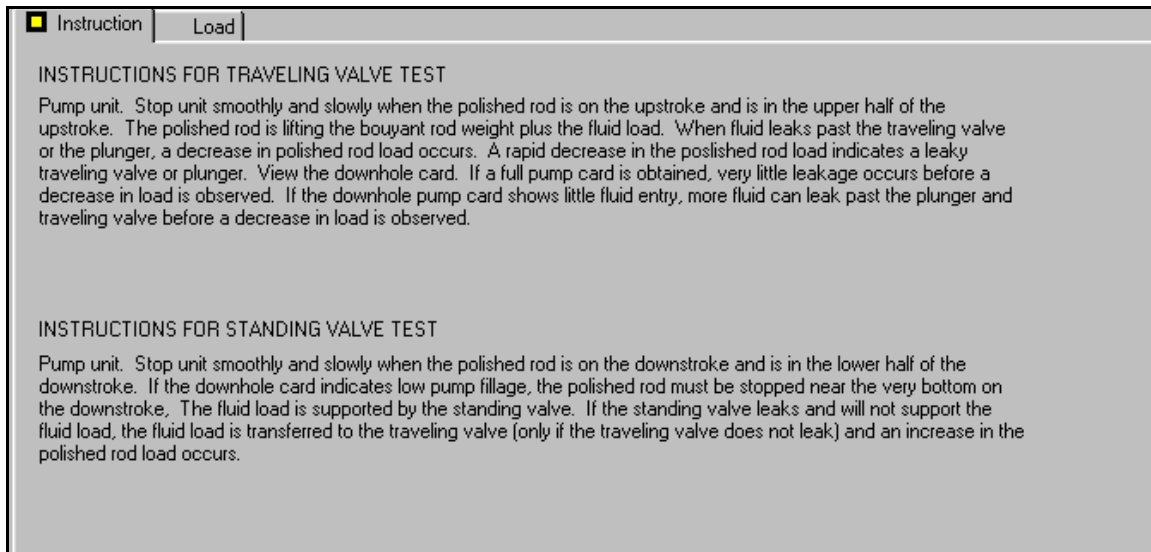 Instruction
Load
INSTRUCTIONS FOR TRAVELING VALVE TEST
Pump unit.  Stop unit smoothly and slowly when the polished rod is on the upstroke and is in the upper half of the
upstroke.  The polished rod is lifting the bouyant rod weight plus the fluid load.  When fluid leaks past the traveling valve
or the plunger, a decrease in polished rod load occurs.  A rapid decrease in the poslished rod load indicates a leaky
traveling valve or plunger.  View the downhole card.  If a full pump card is obtained, very little leakage occurs before a
decrease in load is observed.  If the downhole pump card shows little fluid entry, more fluid can leak past the plunger and
traveling valve before a decrease in load is observed.
INSTRUCTIONS FOR STANDING VALVE TEST
Pump unit.  Stop unit smoothly and slowly when the polished rod is on the downstroke and is in the lower half of the
downstroke.  If the downhole card indicates low pump fillage, the polished rod must be stopped near the very bottom on
the downstroke,  The fluid load is supported by the standing valve.  If the standing valve leaks and will not support the
fluid load, the fluid load is transferred to the traveling valve (only if the traveling valve does not leak) and an increase in the
polished rod load occurs.